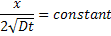 x / 2√Dt = constant